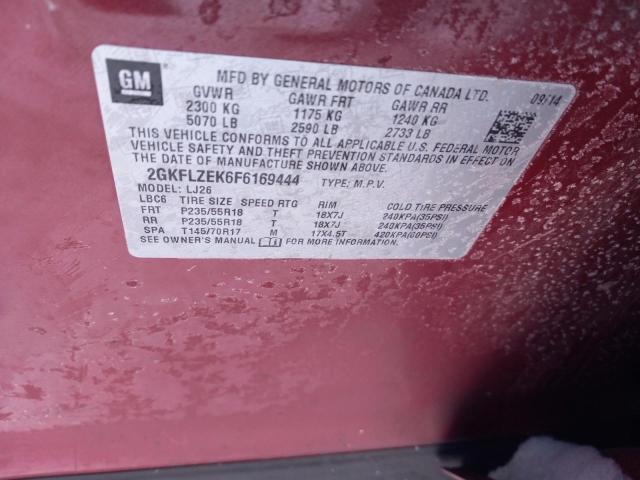 GM
MFD BY GENERAL MOTORS OF CANADA LTD. 09/14
GVWR GAWR FRT GAWR RR
2300 KG 1175 KG 1240 KG
5070 LB 2590 LB 2733 LB
THIS VEHICLE CONFORMS TO ALL APPLICABLE U.S. FEDERAL MOTOR
VEHICLE SAFETY AND THEFT PREVENTION STANDARDS IN EFFECT ON
THE DATE OF MANUFACTURE SHOWN ABOVE.
2GKFLZEK6F6169444 TYPE: M.P.V.
MODEL: LJ26
LBC6 TIRE SIZE SPEED RTG RIM COLD TIRE PRESSURE
FRT P235/55R18 T 18X7J 240KPA(35PSI)
RR P235/55R18 T 18X7J 240KPA(35PSI)
SPA T145/70R17 M 17X4.5T 420KPA(60PSI)
SEE OWNER'S MANUAL FOR MORE INFORMATION.